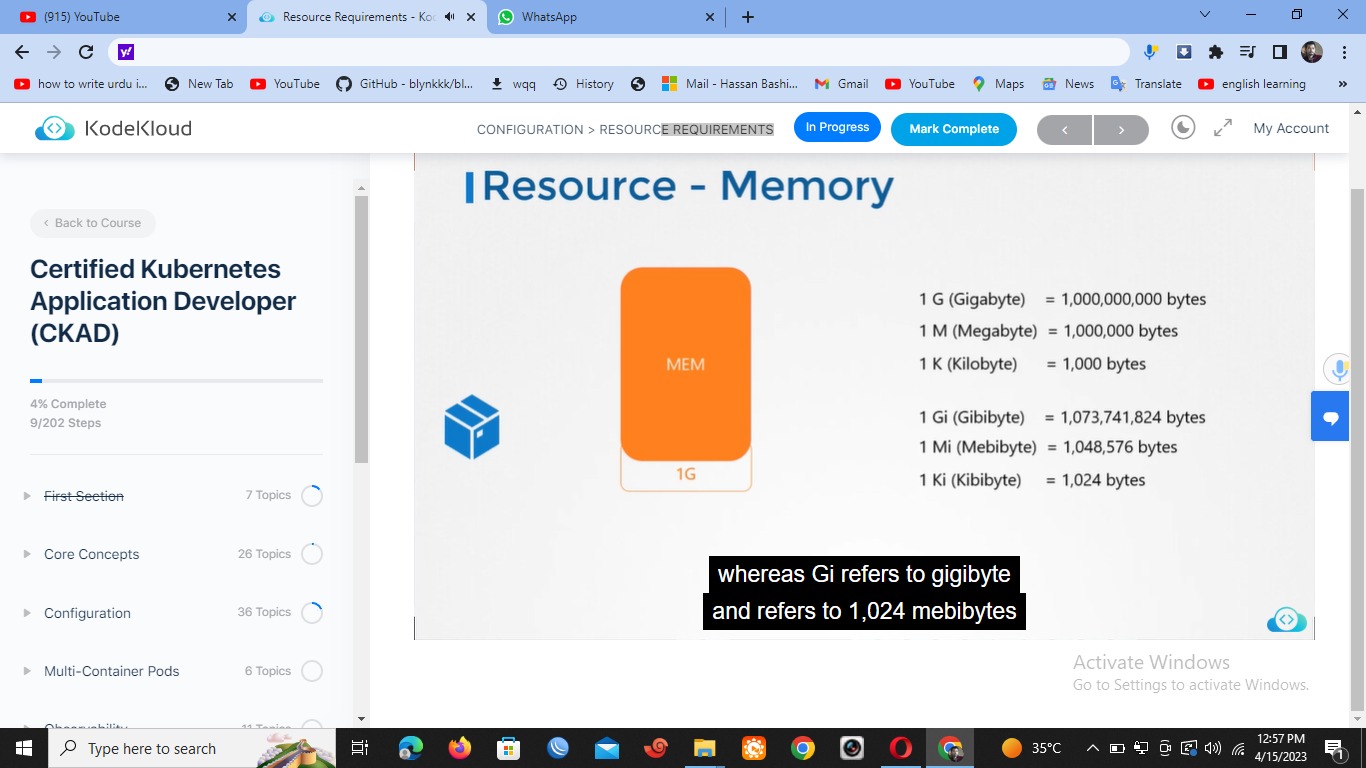 (915) YouTube
Resource Requirements - Ko
WhatsApp
how to write urdu i...
New Tab
YouTube
GitHub - blynkkk/bl...
wqq
History
Mail - Hassan Bashi...
Gmail
YouTube
Maps
News
Translate
english learning
»
KodeKloud
CONFIGURATION > RESOURCE REQUIREMENTS
In Progress
Mark Complete
My Account
Back to Course
Certified Kubernetes
Application Developer
(CKAD)
4% Complete
9/202 Steps
First Section
7 Topics
Core Concepts
26 Topics
Configuration
36 Topics
Multi-Container Pods
6 Topics
Observability
11 Topics
Resource - Memory
MEM
1G
1 G (Gigabyte) = 1,000,000,000 bytes
1 M (Megabyte) = 1,000,000 bytes
1 K (Kilobyte) = 1,000 bytes
1 Gi (Gibibyte) = 1,073,741,824 bytes
1 Mi (Mebibyte) = 1,048,576 bytes
1 Ki (Kibibyte) = 1,024 bytes
whereas Gi refers to gigibyte
and refers to 1,024 mebibytes
Activate Windows
Go to Settings to activate Windows.
Type here to search
35°C
12:57 PM
4/15/2023
1